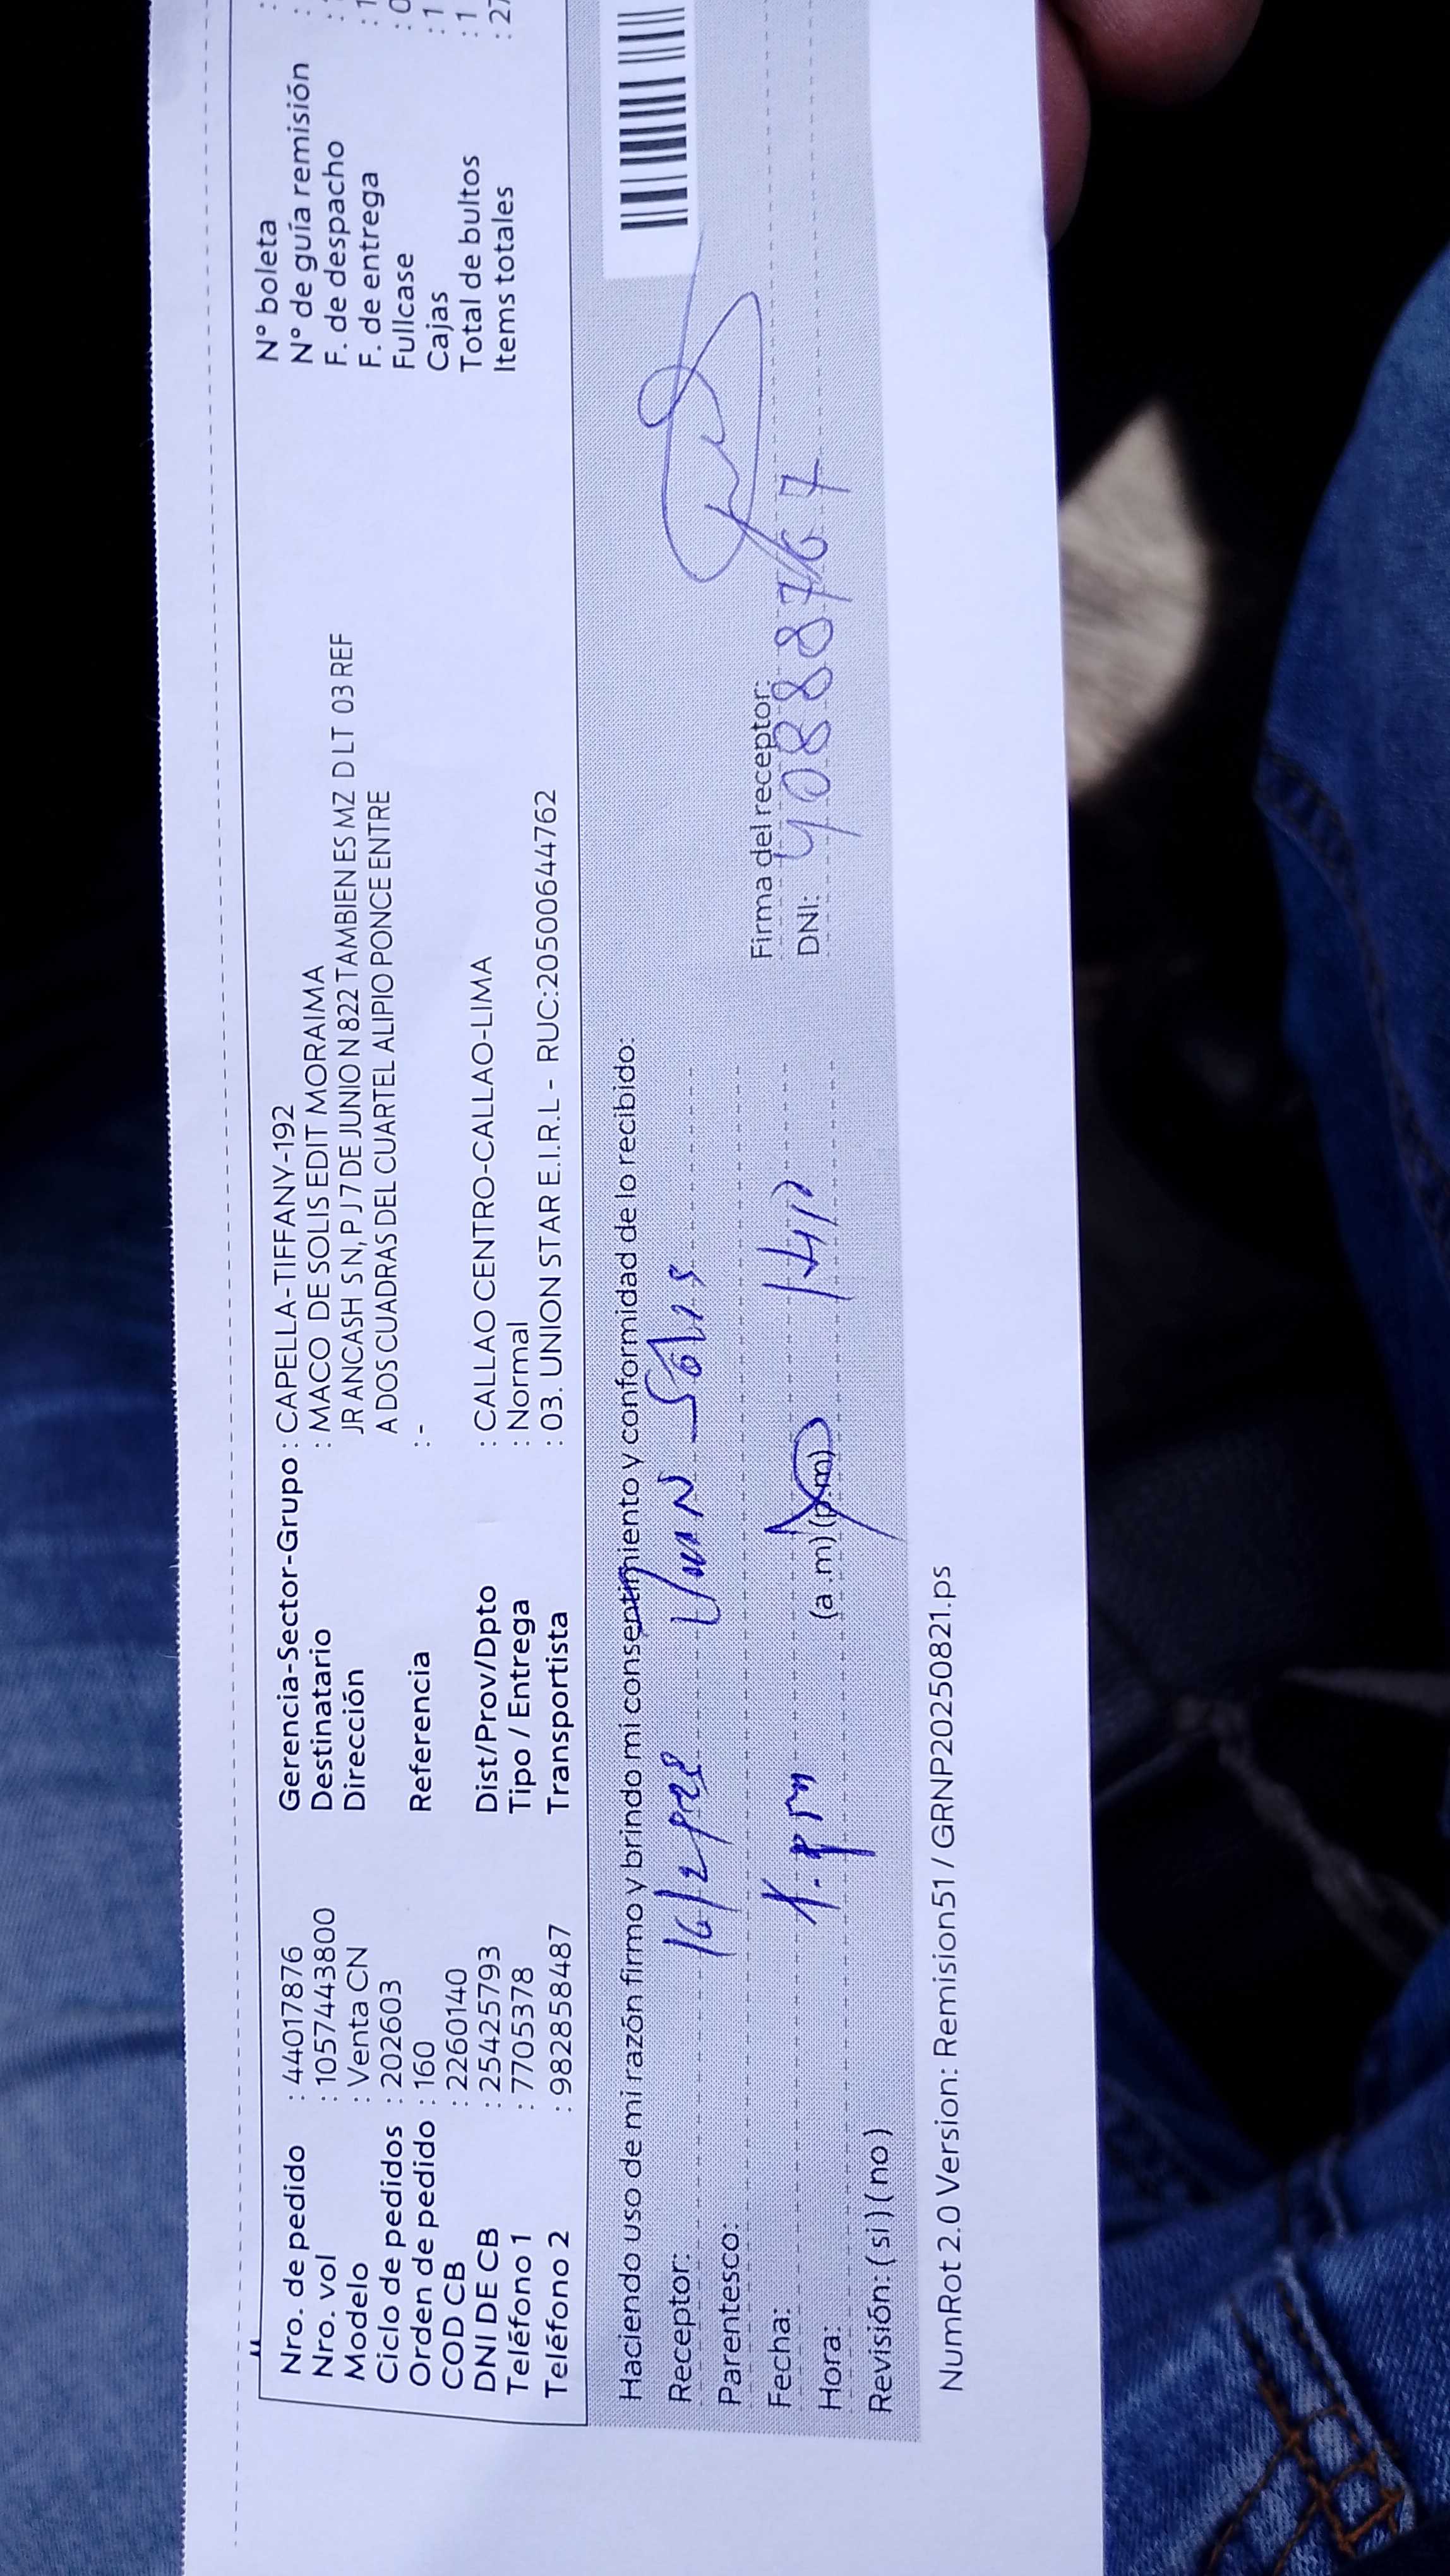 Nro. de pedido : 44017876
Nro. vol : 1057443800
Modelo : Venta CN
Ciclo de pedidos : 202603
Orden de pedido : 160
COD CB : 2260140
DNI DE CB : 25425793
Teléfono 1 : 7705378
Teléfono 2 : 982858487
Gerencia-Sector-Grupo : CAPELLA-TIFFANY-192
Destinatario : MACO DE SOLIS EDIT MORAIMA
Dirección JR ANCASH S N, P J 7 DE JUNIO N 822 TAMBIEN ES MZ D LT 03 REF
A DOS CUADRAS DEL CUARTEL ALIPIO PONCE ENTRE
Referencia : -
Dist/Prov/Dpto : CALLAO CENTRO-CALLAO-LIMA
Tipo / Entrega : Normal
Transportista : 03. UNION STAR E.I.R.L - RUC:20500644762
N° boleta :
N° de guía remisión :
F. de despacho :
F. de entrega : 1
Fullcase : 0
Cajas : 1
Total de bultos : 1
Items totales : 27
Haciendo uso de mi razón firmo y brindo mi consentimiento y conformidad de lo recibido:
Receptor: Solis
Parentesco:
Fecha:
Hora: (a .m) (p.m)
Revisión: ( si ) ( no )
Firma del receptor:
DNI: 40888767
NumRot 2.0 Version: Remision51 / GRNP20250821.ps